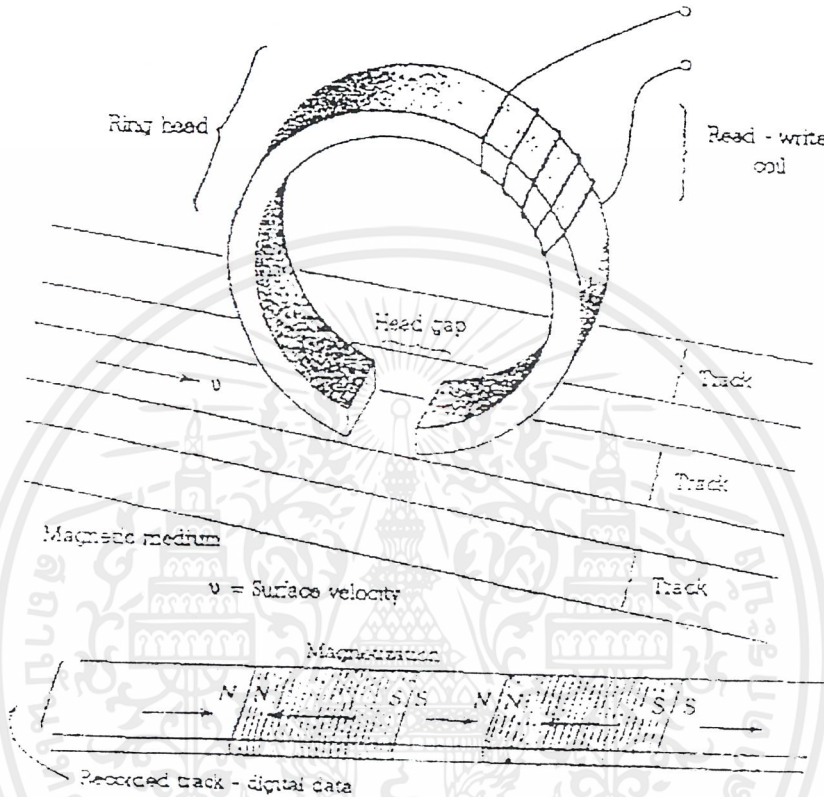 Ring head
Read - write
coil
Head gap
υ
Track
Track
Track
Magnetic medium
υ = Surface velocity
Magnetization
N N S S N N S S
Recorded track - digital data